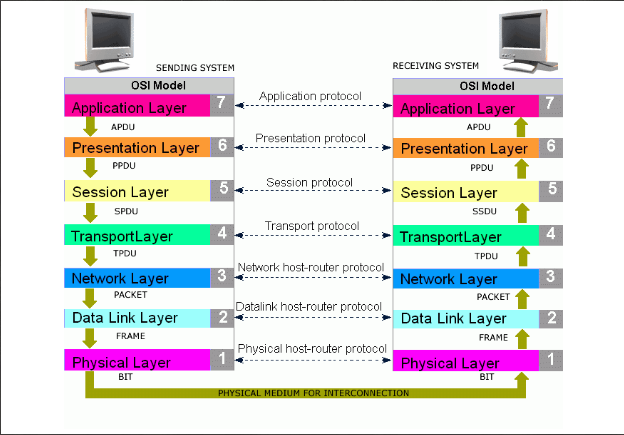 SENDING SYSTEM
RECEIVING SYSTEM
OSI Model
OSI Model
Application Layer 7
Application protocol
Application Layer 7
APDU
APDU
Presentation Layer 6
Presentation protocol
Presentation Layer 6
PPDU
PPDU
Session Layer 5
Session protocol
Session Layer 5
SPDU
SSDU
TransportLayer 4
Transport protocol
TransportLayer 4
TPDU
TPDU
Network Layer 3
Network host-router protocol
Network Layer 3
PACKET
PACKET
Data Link Layer 2
Datalink host-router protocol
Data Link Layer 2
FRAME
FRAME
Physical Layer 1
Physical host-router protocol
Physical Layer 1
BIT
BIT
PHYSICAL MEDIUM FOR INTERCONNECTION